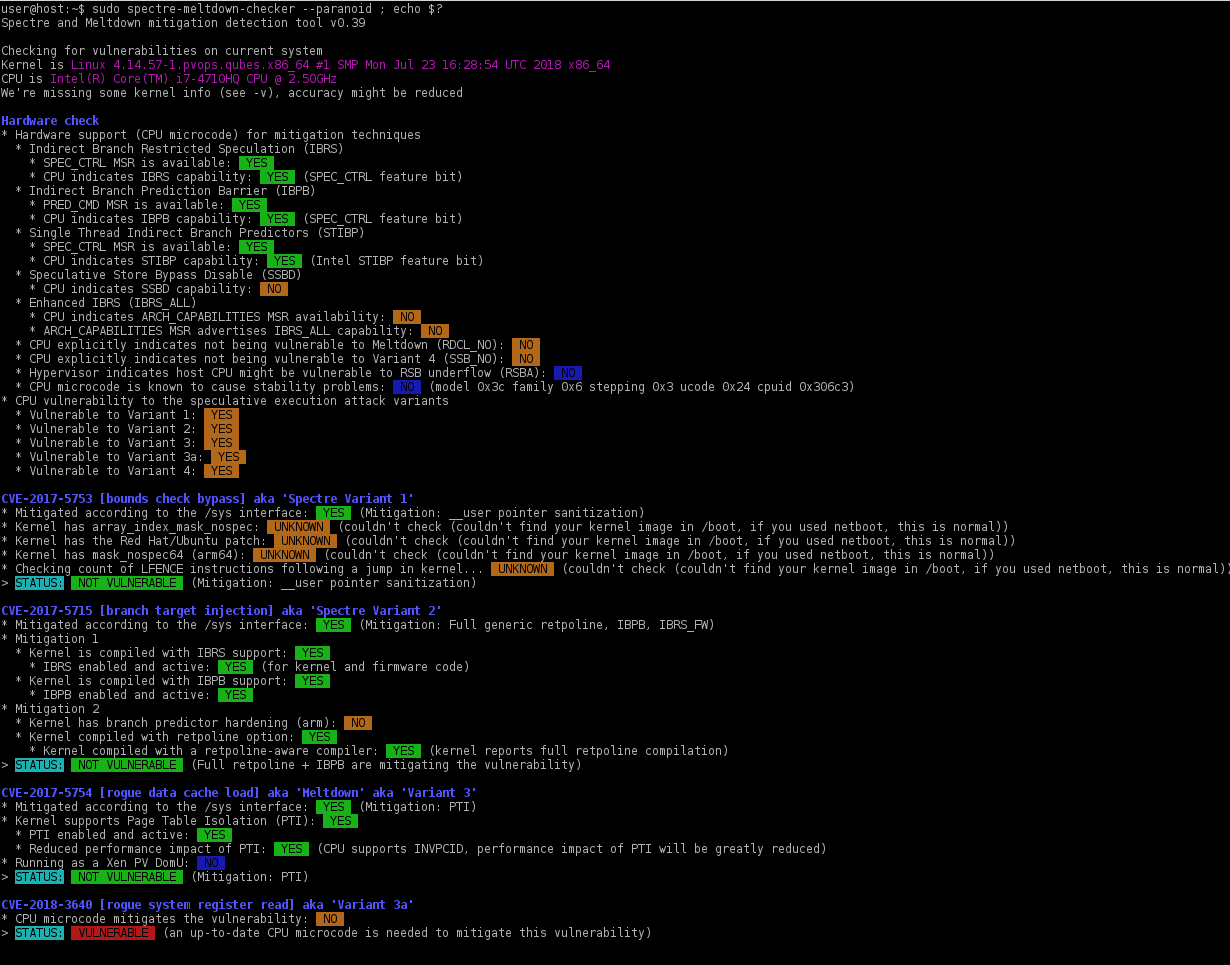 user@host:~$ sudo spectre-meltdown-checker --paranoid ; echo $?
Spectre and Meltdown mitigation detection tool v0.39

Checking for vulnerabilities on current system
Kernel is Linux 4.14.57-1.pvops.qubes.x86_64 #1 SMP Mon Jul 23 16:28:54 UTC 2018 x86_64
CPU is Intel(R) Core(TM) i7-4710HQ CPU @ 2.50GHz
We're missing some kernel info (see -v), accuracy might be reduced

Hardware check
* Hardware support (CPU microcode) for mitigation techniques
  * Indirect Branch Restricted Speculation (IBRS)
    * SPEC_CTRL MSR is available: YES
    * CPU indicates IBRS capability: YES (SPEC_CTRL feature bit)
  * Indirect Branch Prediction Barrier (IBPB)
    * PRED_CMD MSR is available: YES
    * CPU indicates IBPB capability: YES (SPEC_CTRL feature bit)
  * Single Thread Indirect Branch Predictors (STIBP)
    * SPEC_CTRL MSR is available: YES
    * CPU indicates STIBP capability: YES (Intel STIBP feature bit)
  * Speculative Store Bypass Disable (SSBD)
    * CPU indicates SSBD capability: NO
  * Enhanced IBRS (IBRS_ALL)
    * CPU indicates ARCH_CAPABILITIES MSR availability: NO
    * ARCH_CAPABILITIES MSR advertises IBRS_ALL capability: NO
  * CPU explicitly indicates not being vulnerable to Meltdown (RDCL_NO): NO
  * CPU explicitly indicates not being vulnerable to Variant 4 (SSB_NO): NO
  * Hypervisor indicates host CPU might be vulnerable to RSB underflow (RSBA): NO
  * CPU microcode is known to cause stability problems: NO (model 0x3c family 0x6 stepping 0x3 ucode 0x24 cpuid 0x306c3)
* CPU vulnerability to the speculative execution attack variants
  * Vulnerable to Variant 1: YES
  * Vulnerable to Variant 2: YES
  * Vulnerable to Variant 3: YES
  * Vulnerable to Variant 3a: YES
  * Vulnerable to Variant 4: YES

CVE-2017-5753 [bounds check bypass] aka 'Spectre Variant 1'
* Mitigated according to the /sys interface: YES (Mitigation: __user pointer sanitization)
* Kernel has array_index_mask_nospec: UNKNOWN (couldn't check (couldn't find your kernel image in /boot, if you used netboot, this is normal))
* Kernel has the Red Hat/Ubuntu patch: UNKNOWN (couldn't check (couldn't find your kernel image in /boot, if you used netboot, this is normal))
* Kernel has mask_nospec64 (arm64): UNKNOWN (couldn't check (couldn't find your kernel image in /boot, if you used netboot, this is normal))
* Checking count of LFENCE instructions following a jump in kernel... UNKNOWN (couldn't check (couldn't find your kernel image in /boot, if you used netboot, this is normal))
> STATUS: NOT VULNERABLE (Mitigation: __user pointer sanitization)

CVE-2017-5715 [branch target injection] aka 'Spectre Variant 2'
* Mitigated according to the /sys interface: YES (Mitigation: Full generic retpoline, IBPB, IBRS_FW)
* Mitigation 1
  * Kernel is compiled with IBRS support: YES
    * IBRS enabled and active: YES (for kernel and firmware code)
  * Kernel is compiled with IBPB support: YES
    * IBPB enabled and active: YES
* Mitigation 2
  * Kernel has branch predictor hardening (arm): NO
  * Kernel compiled with retpoline option: YES
    * Kernel compiled with a retpoline-aware compiler: YES (kernel reports full retpoline compilation)
> STATUS: NOT VULNERABLE (Full retpoline + IBPB are mitigating the vulnerability)

CVE-2017-5754 [rogue data cache load] aka 'Meltdown' aka 'Variant 3'
* Mitigated according to the /sys interface: YES (Mitigation: PTI)
* Kernel supports Page Table Isolation (PTI): YES
  * PTI enabled and active: YES
  * Reduced performance impact of PTI: YES (CPU supports INVPCID, performance impact of PTI will be greatly reduced)
* Running as a Xen PV DomU: NO
> STATUS: NOT VULNERABLE (Mitigation: PTI)

CVE-2018-3640 [rogue system register read] aka 'Variant 3a'
* CPU microcode mitigates the vulnerability: NO
> STATUS: VULNERABLE (an up-to-date CPU microcode is needed to mitigate this vulnerability)